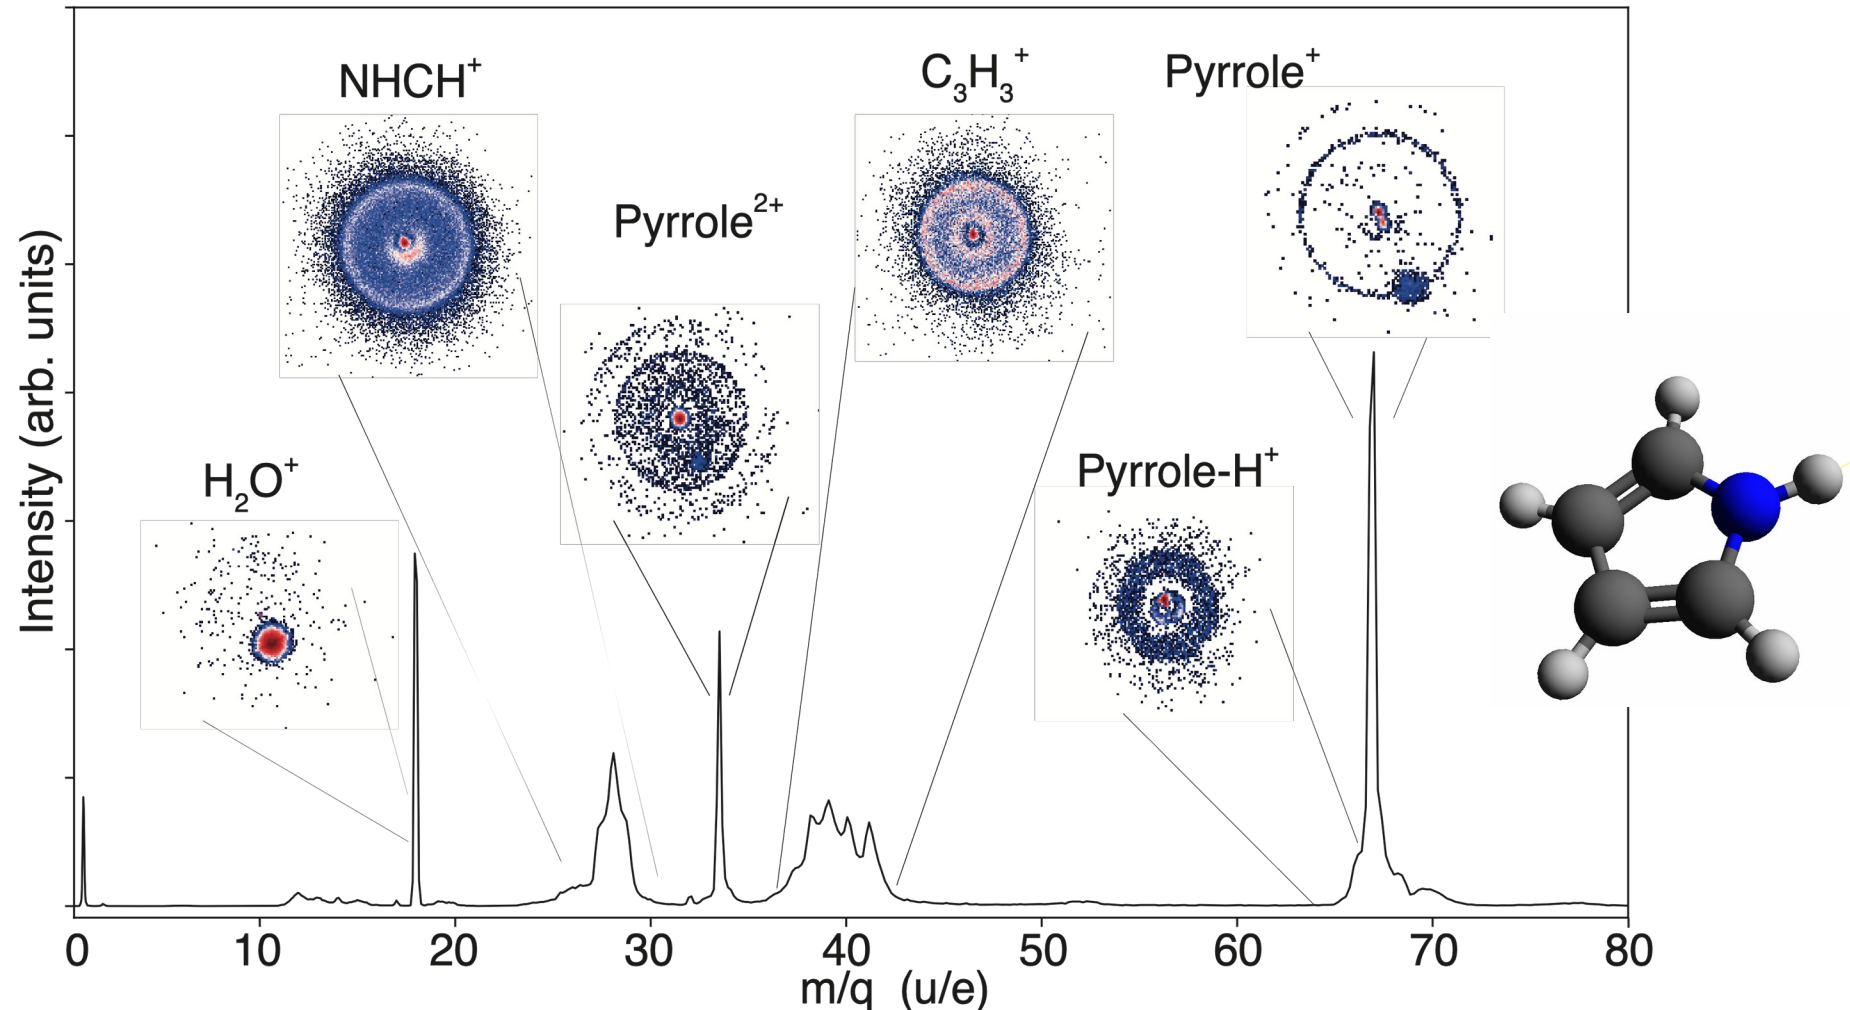 NHCH⁺
C₃H₃⁺
Pyrrole⁺
Pyrrole²⁺
H₂O⁺
Pyrrole-H⁺
Intensity (arb. units)
0 10 20 30 40 50 60 70 80
m/q (u/e)